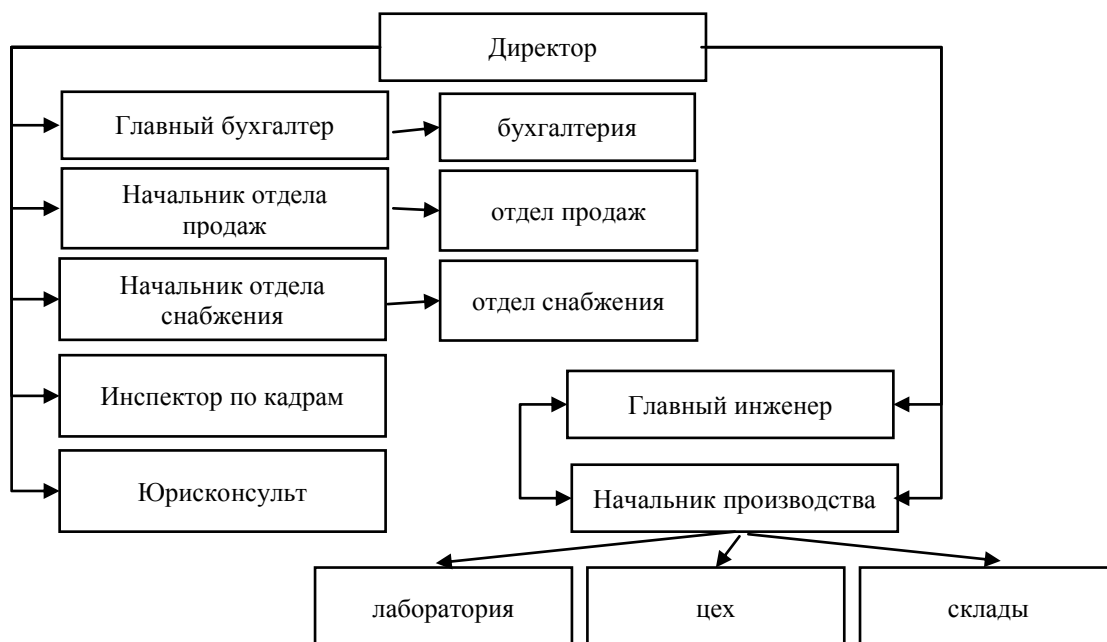 Директор
Главный бухгалтер
бухгалтерия
Начальник отдела
продаж
отдел продаж
Начальник отдела
снабжения
отдел снабжения
Инспектор по кадрам
Главный инженер
Юрисконсульт
Начальник производства
лаборатория
цех
склады